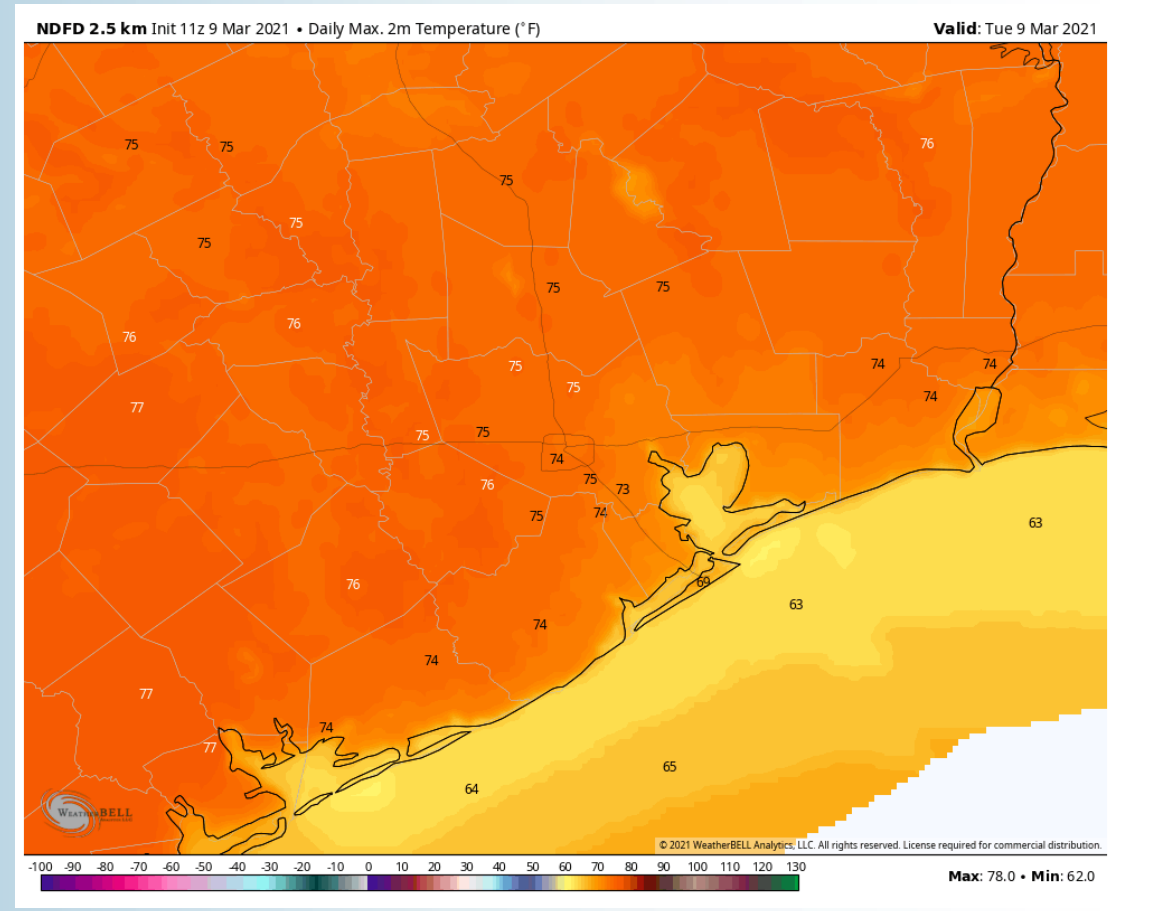 NDFD 2.5 km Init 11z 9 Mar 2021 • Daily Max. 2m Temperature (°F) Valid: Tue 9 Mar 2021
75 75 76
75
75 75
75 75
76 76
75 74 74
77 75 74
75 75
74
76 75 73
75 74
63
76 69
63
74
74
77
74
77
65
64
WEATHERBELL
© 2021 WeatherBELL Analytics, LLC. All rights reserved. License required for commercial distribution.
-100 -90 -80 -70 -60 -50 -40 -30 -20 -10 0 10 20 30 40 50 60 70 80 90 100 110 120 130
Max: 78.0 • Min: 62.0